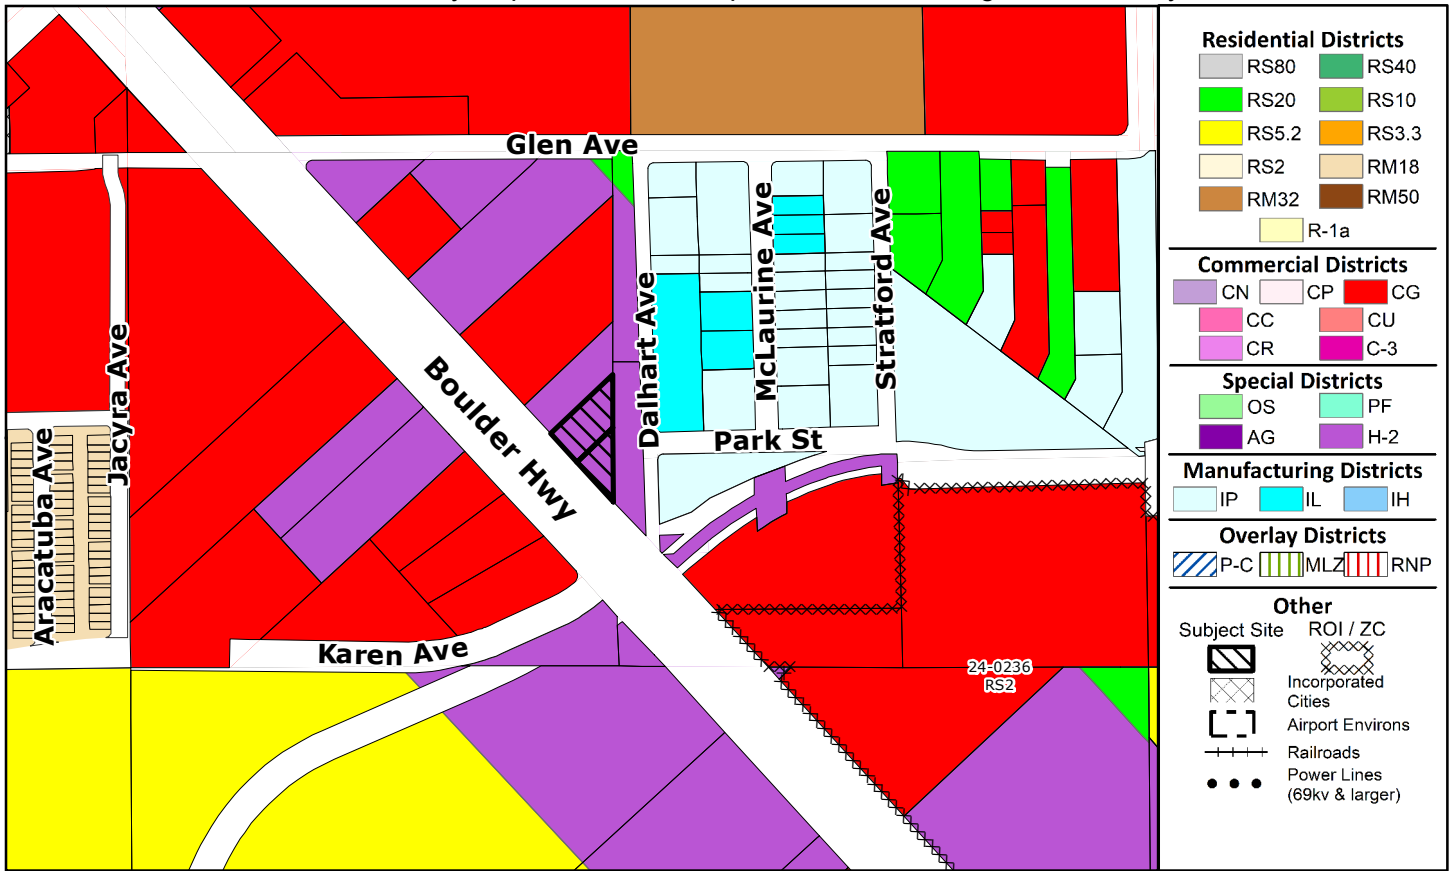 Glen Ave
Dalhart Ave
McLaurine Ave
Stratford Ave
Jacyra Ave
Boulder Hwy
Park St
Aracatuba Ave
Karen Ave
24-0236
RS2
Residential Districts
RS80 RS40
RS20 RS10
RS5.2 RS3.3
RS2 RM18
RM32 RM50
R-1a
Commercial Districts
CN CP CG
CC CU
CR C-3
Special Districts
OS PF
AG H-2
Manufacturing Districts
IP IL IH
Overlay Districts
P-C MLZ RNP
Other
Subject Site ROI / ZC
Incorporated
Cities
Airport Environs
Railroads
Power Lines
(69kv & larger)